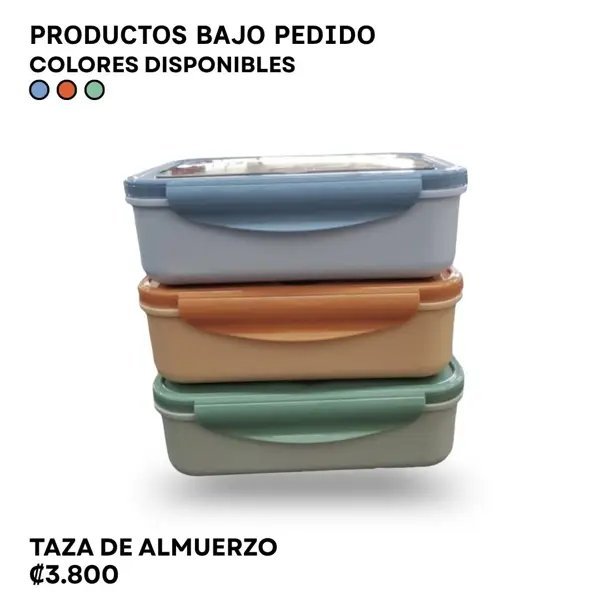 PRODUCTOS BAJO PEDIDO
COLORES DISPONIBLES
TAZA DE ALMUERZO
₡3.800